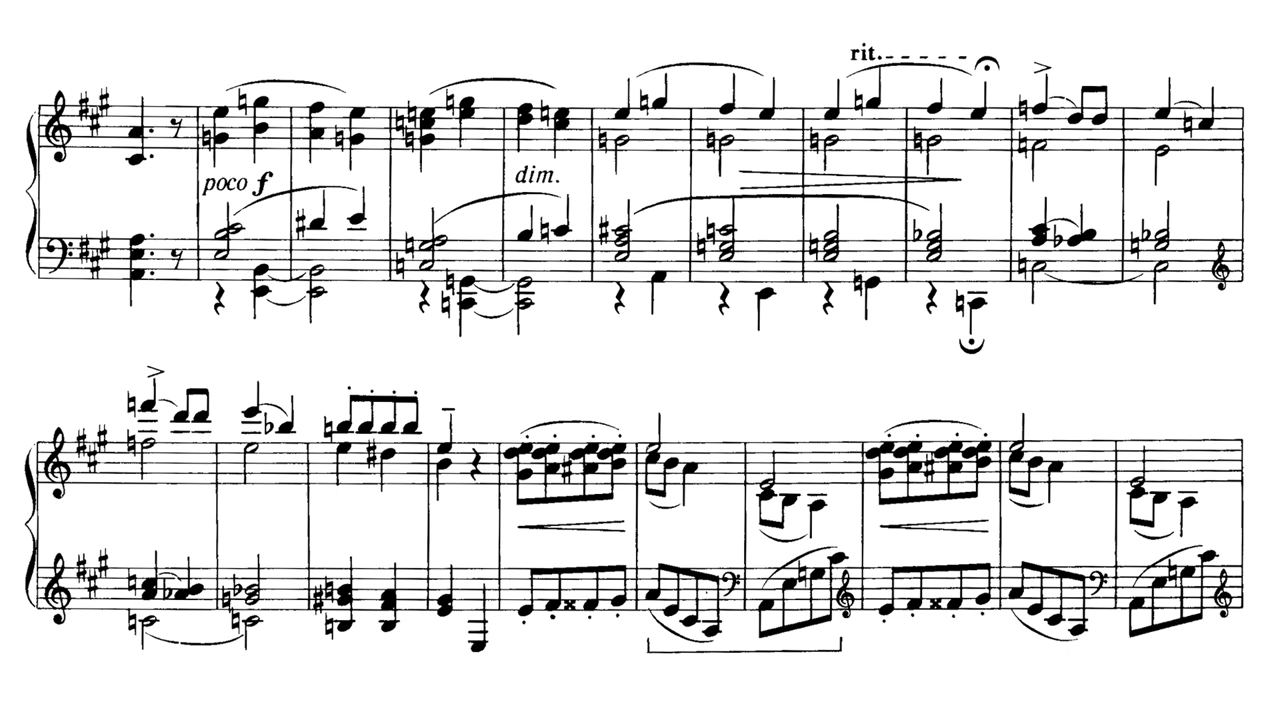 rit.
poco f
dim.